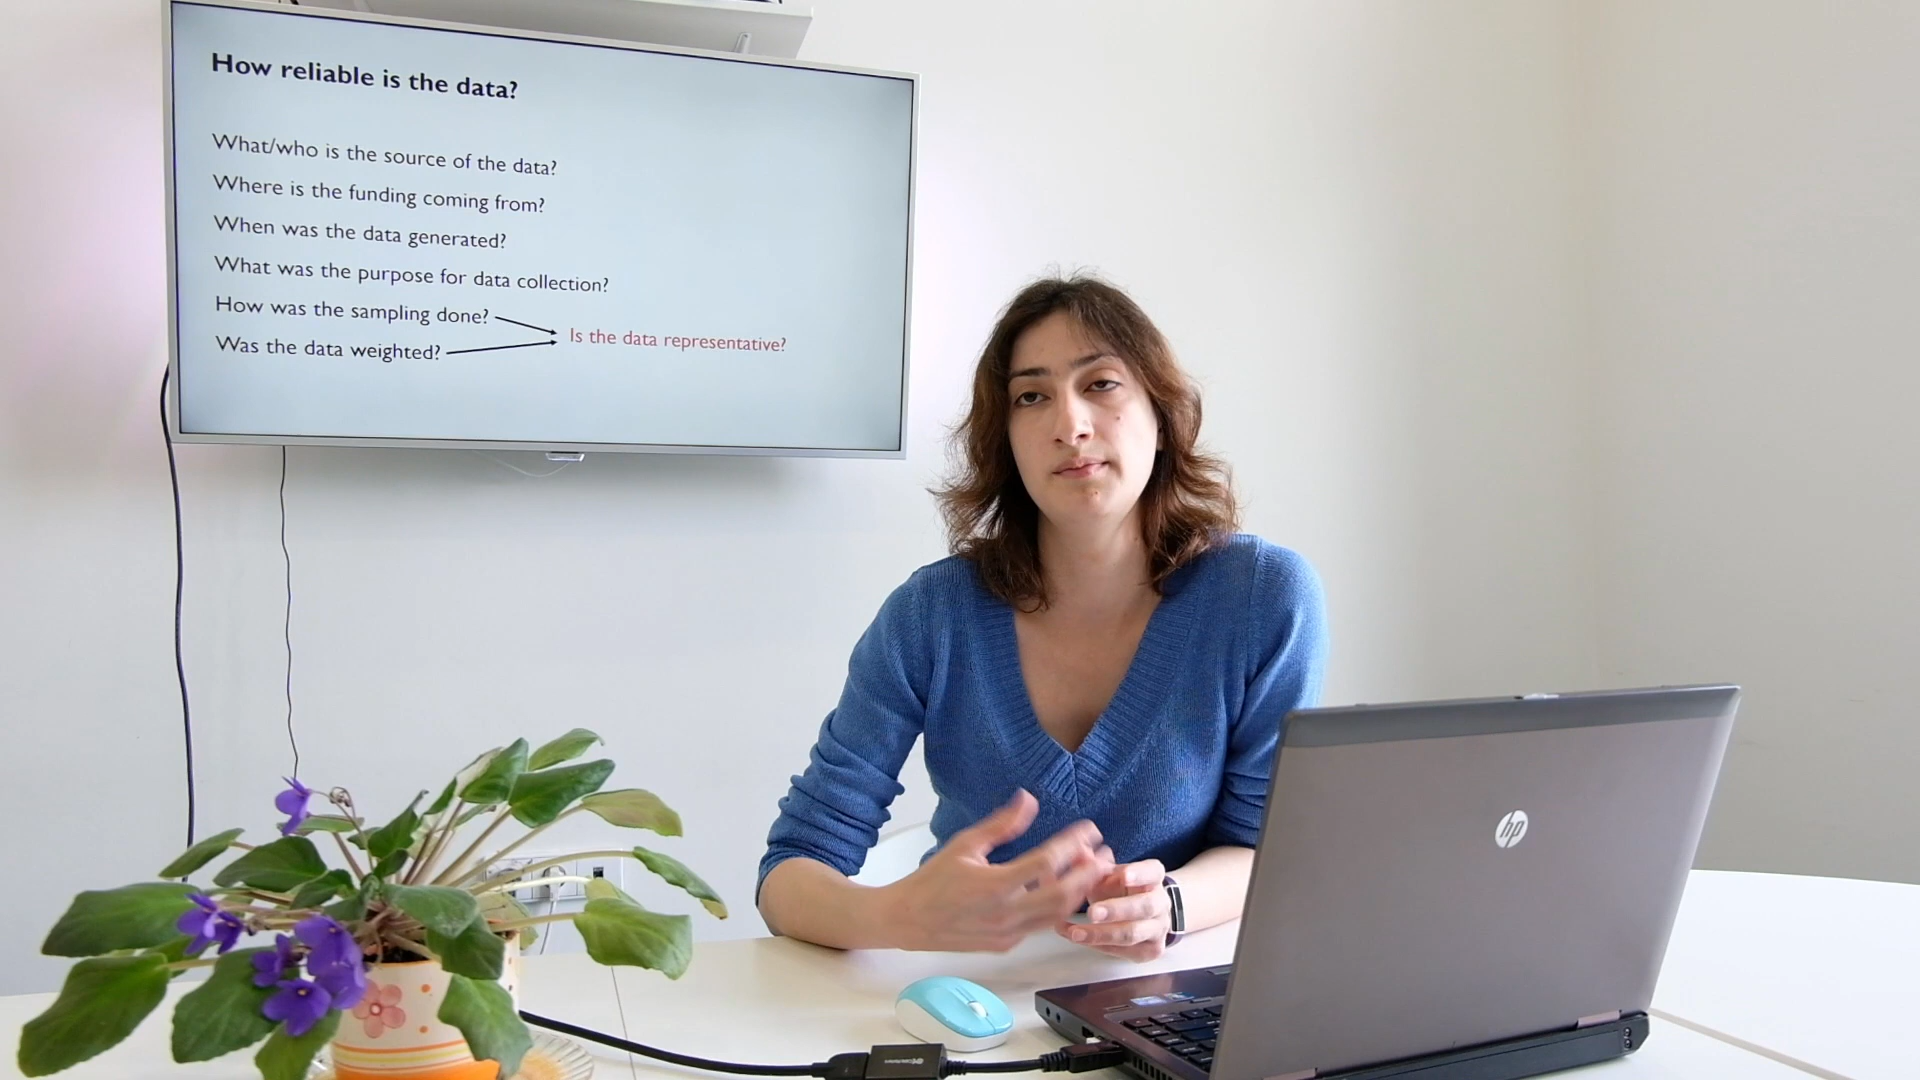 How reliable is the data?
What/who is the source of the data?
Where is the funding coming from?
When was the data generated?
What was the purpose for data collection?
How was the sampling done?
Is the data representative?
Was the data weighted?
hp